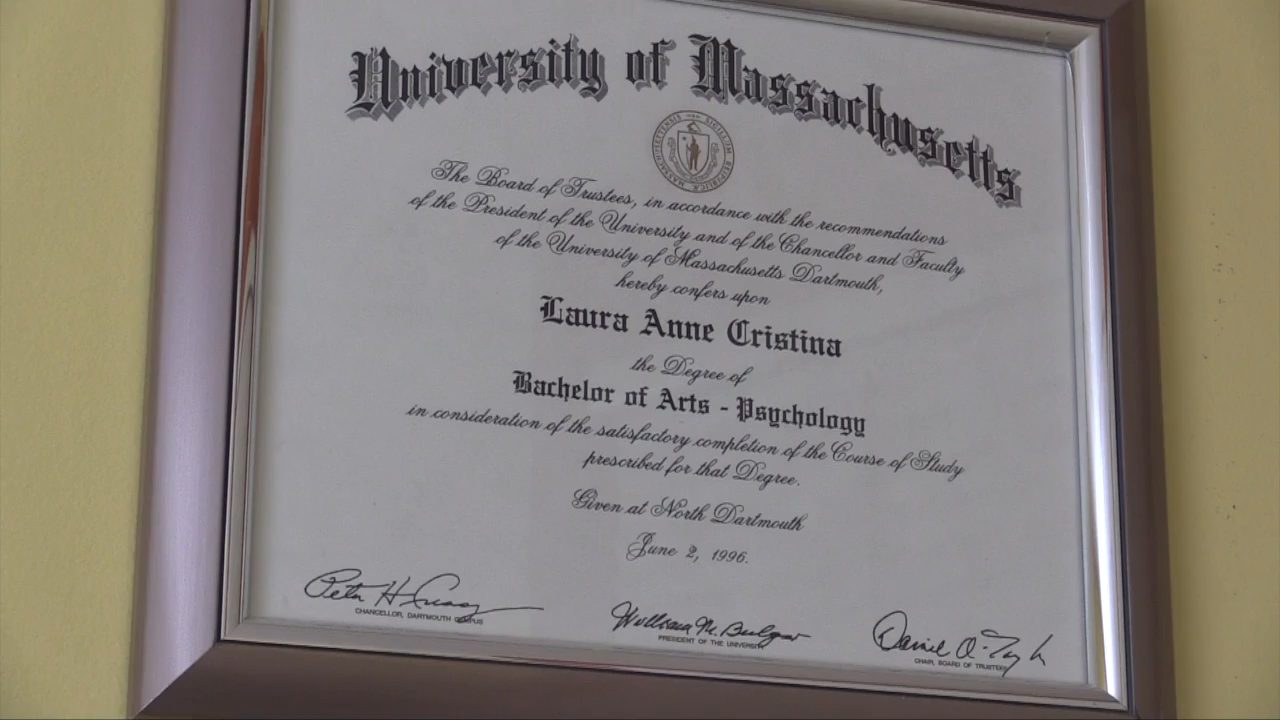 University of Massachusetts
The Board of Trustees, in accordance with the recommendations
of the President of the University and of the Chancellor and Faculty
of the University of Massachusetts Dartmouth,
hereby confers upon
Laura Anne Cristina
the Degree of
Bachelor of Arts - Psychology
in consideration of the satisfactory completion of the Course of Study
prescribed for that Degree.
Given at North Dartmouth
June 2, 1996.
Peter H.
CHANCELLOR, DARTMOUTH CAMPUS
William M. Bulger
PRESIDENT OF THE UNIVERSITY
Daniel
CHAIR, BOARD OF TRUSTEES